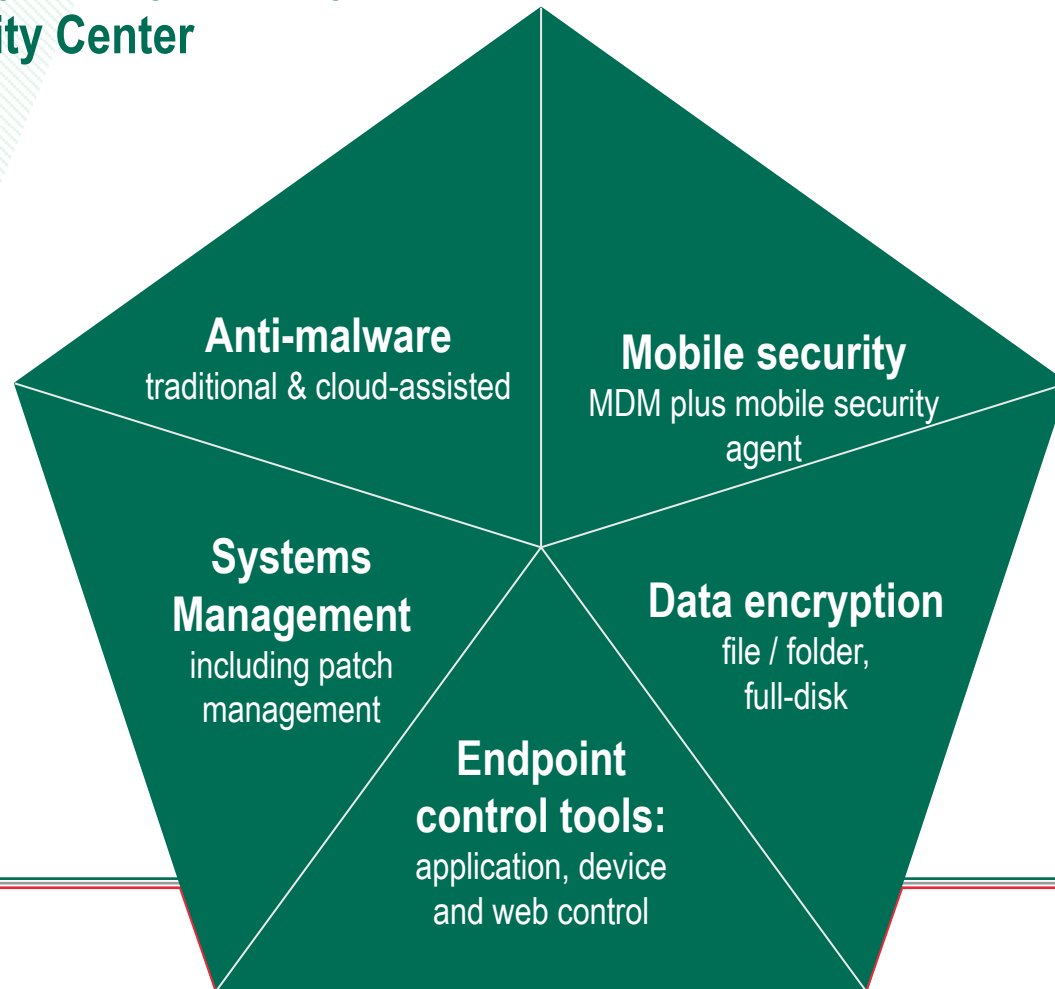 ity Center
Anti-malware
traditional & cloud-assisted
Mobile security
MDM plus mobile security
agent
Systems
Management
including patch
management
Data encryption
file / folder,
full-disk
Endpoint
control tools:
application, device
and web control